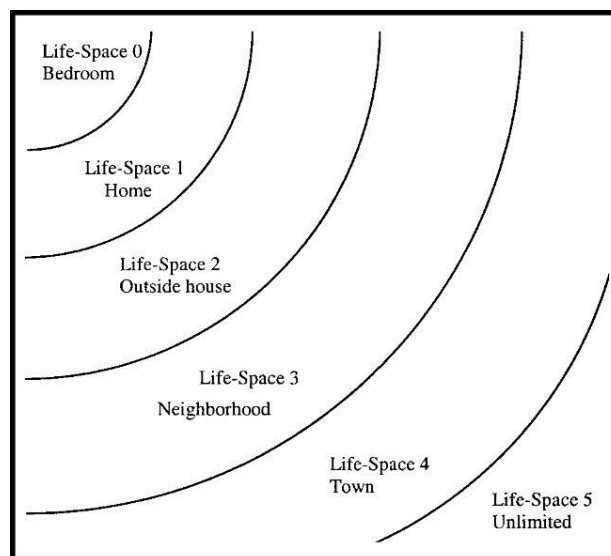 Life-Space 0
Bedroom
Life-Space 1
Home
Life-Space 2
Outside house
Life-Space 3
Neighborhood
Life-Space 4
Town
Life-Space 5
Unlimited